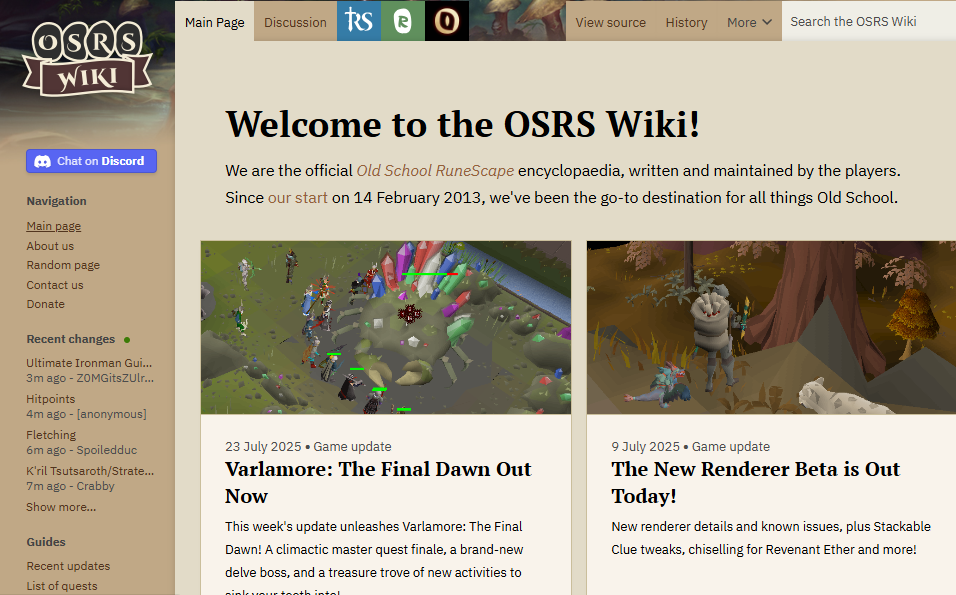 Main Page
Discussion
View source
History
More
Search the OSRS Wiki
OSRS
WIKI
Chat on Discord
Navigation
Main page
About us
Random page
Contact us
Donate
Recent changes
Ultimate Ironman Gui...
3m ago - Z0MGitsZUlr...
Hitpoints
4m ago - [anonymous]
Fletching
6m ago - Spoiledduc
K'ril Tsutsaroth/Strate...
7m ago - Crabby
Show more...
Guides
Recent updates
List of quests
Welcome to the OSRS Wiki!
We are the official Old School RuneScape encyclopaedia, written and maintained by the players.
Since our start on 14 February 2013, we've been the go-to destination for all things Old School.
23 July 2025 • Game update
Varlamore: The Final Dawn Out
Now
This week's update unleashes Varlamore: The Final
Dawn! A climactic master quest finale, a brand-new
delve boss, and a treasure trove of new activities to
sink your teeth into!
9 July 2025 • Game update
The New Renderer Beta is Out
Today!
New renderer details and known issues, plus Stackable
Clue tweaks, chiselling for Revenant Ether and more!